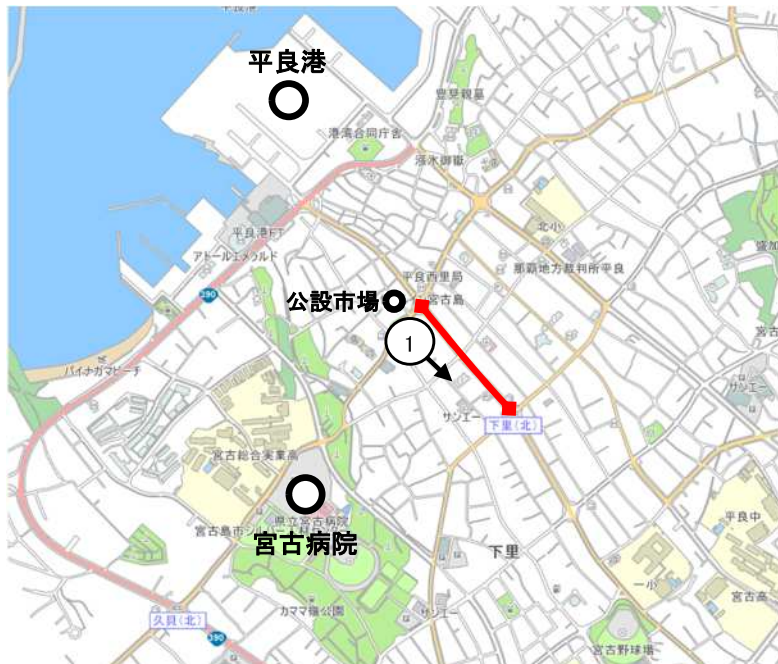 平良港
豊見親墓
港湾合同庁舎
漲水御嶽
平良港FT
北小
アトールエメラルド
那覇地方裁判所平良
平良西里局
390
公設市場
宮古島
1
パイナガマビーチ
サンエー
サンエー
下里(北)
宮古総合実業高
県立宮古病院
宮古病院
平良中
下里
一小
カママ嶺公園
サンエー
宮古高
久貝(北)
390
宮古野球場